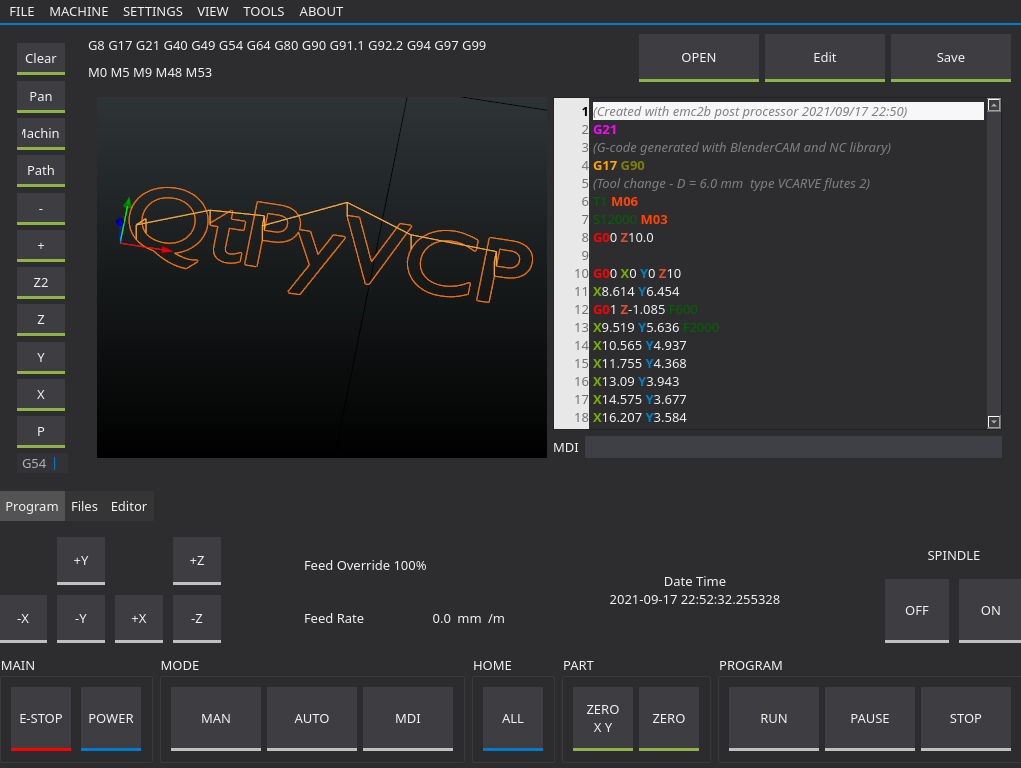 FILE MACHINE SETTINGS VIEW TOOLS ABOUT
G8 G17 G21 G40 G49 G54 G64 G80 G90 G91.1 G92.2 G94 G97 G99
M0 M5 M9 M48 M53
OPEN Edit Save
Clear
Pan
Machin
Path
-
+
Z2
Z
Y
X
P
G54
QtPyVCP
1 (Created with emc2b post processor 2021/09/17 22:50)
2 G21
3 (G-code generated with BlenderCAM and NC library)
4 G17 G90
5 (Tool change - D = 6.0 mm type VCARVE flutes 2)
6 T1 M06
7 S12000 M03
8 G00 Z10.0
9
10 G00 X0 Y0 Z10
11 X8.614 Y6.454
12 G01 Z-1.085 F600
13 X9.519 Y5.636 F2000
14 X10.565 Y4.937
15 X11.755 Y4.368
16 X13.09 Y3.943
17 X14.575 Y3.677
18 X16.207 Y3.584
MDI
Program Files Editor
+Y +Z
-X -Y +X -Z
Feed Override 100%
Feed Rate 0.0 mm /m
Date Time
2021-09-17 22:52:32.255328
SPINDLE
OFF ON
MAIN
E-STOP POWER
MODE
MAN AUTO MDI
HOME
ALL
PART
ZERO
X Y
ZERO
PROGRAM
RUN PAUSE STOP